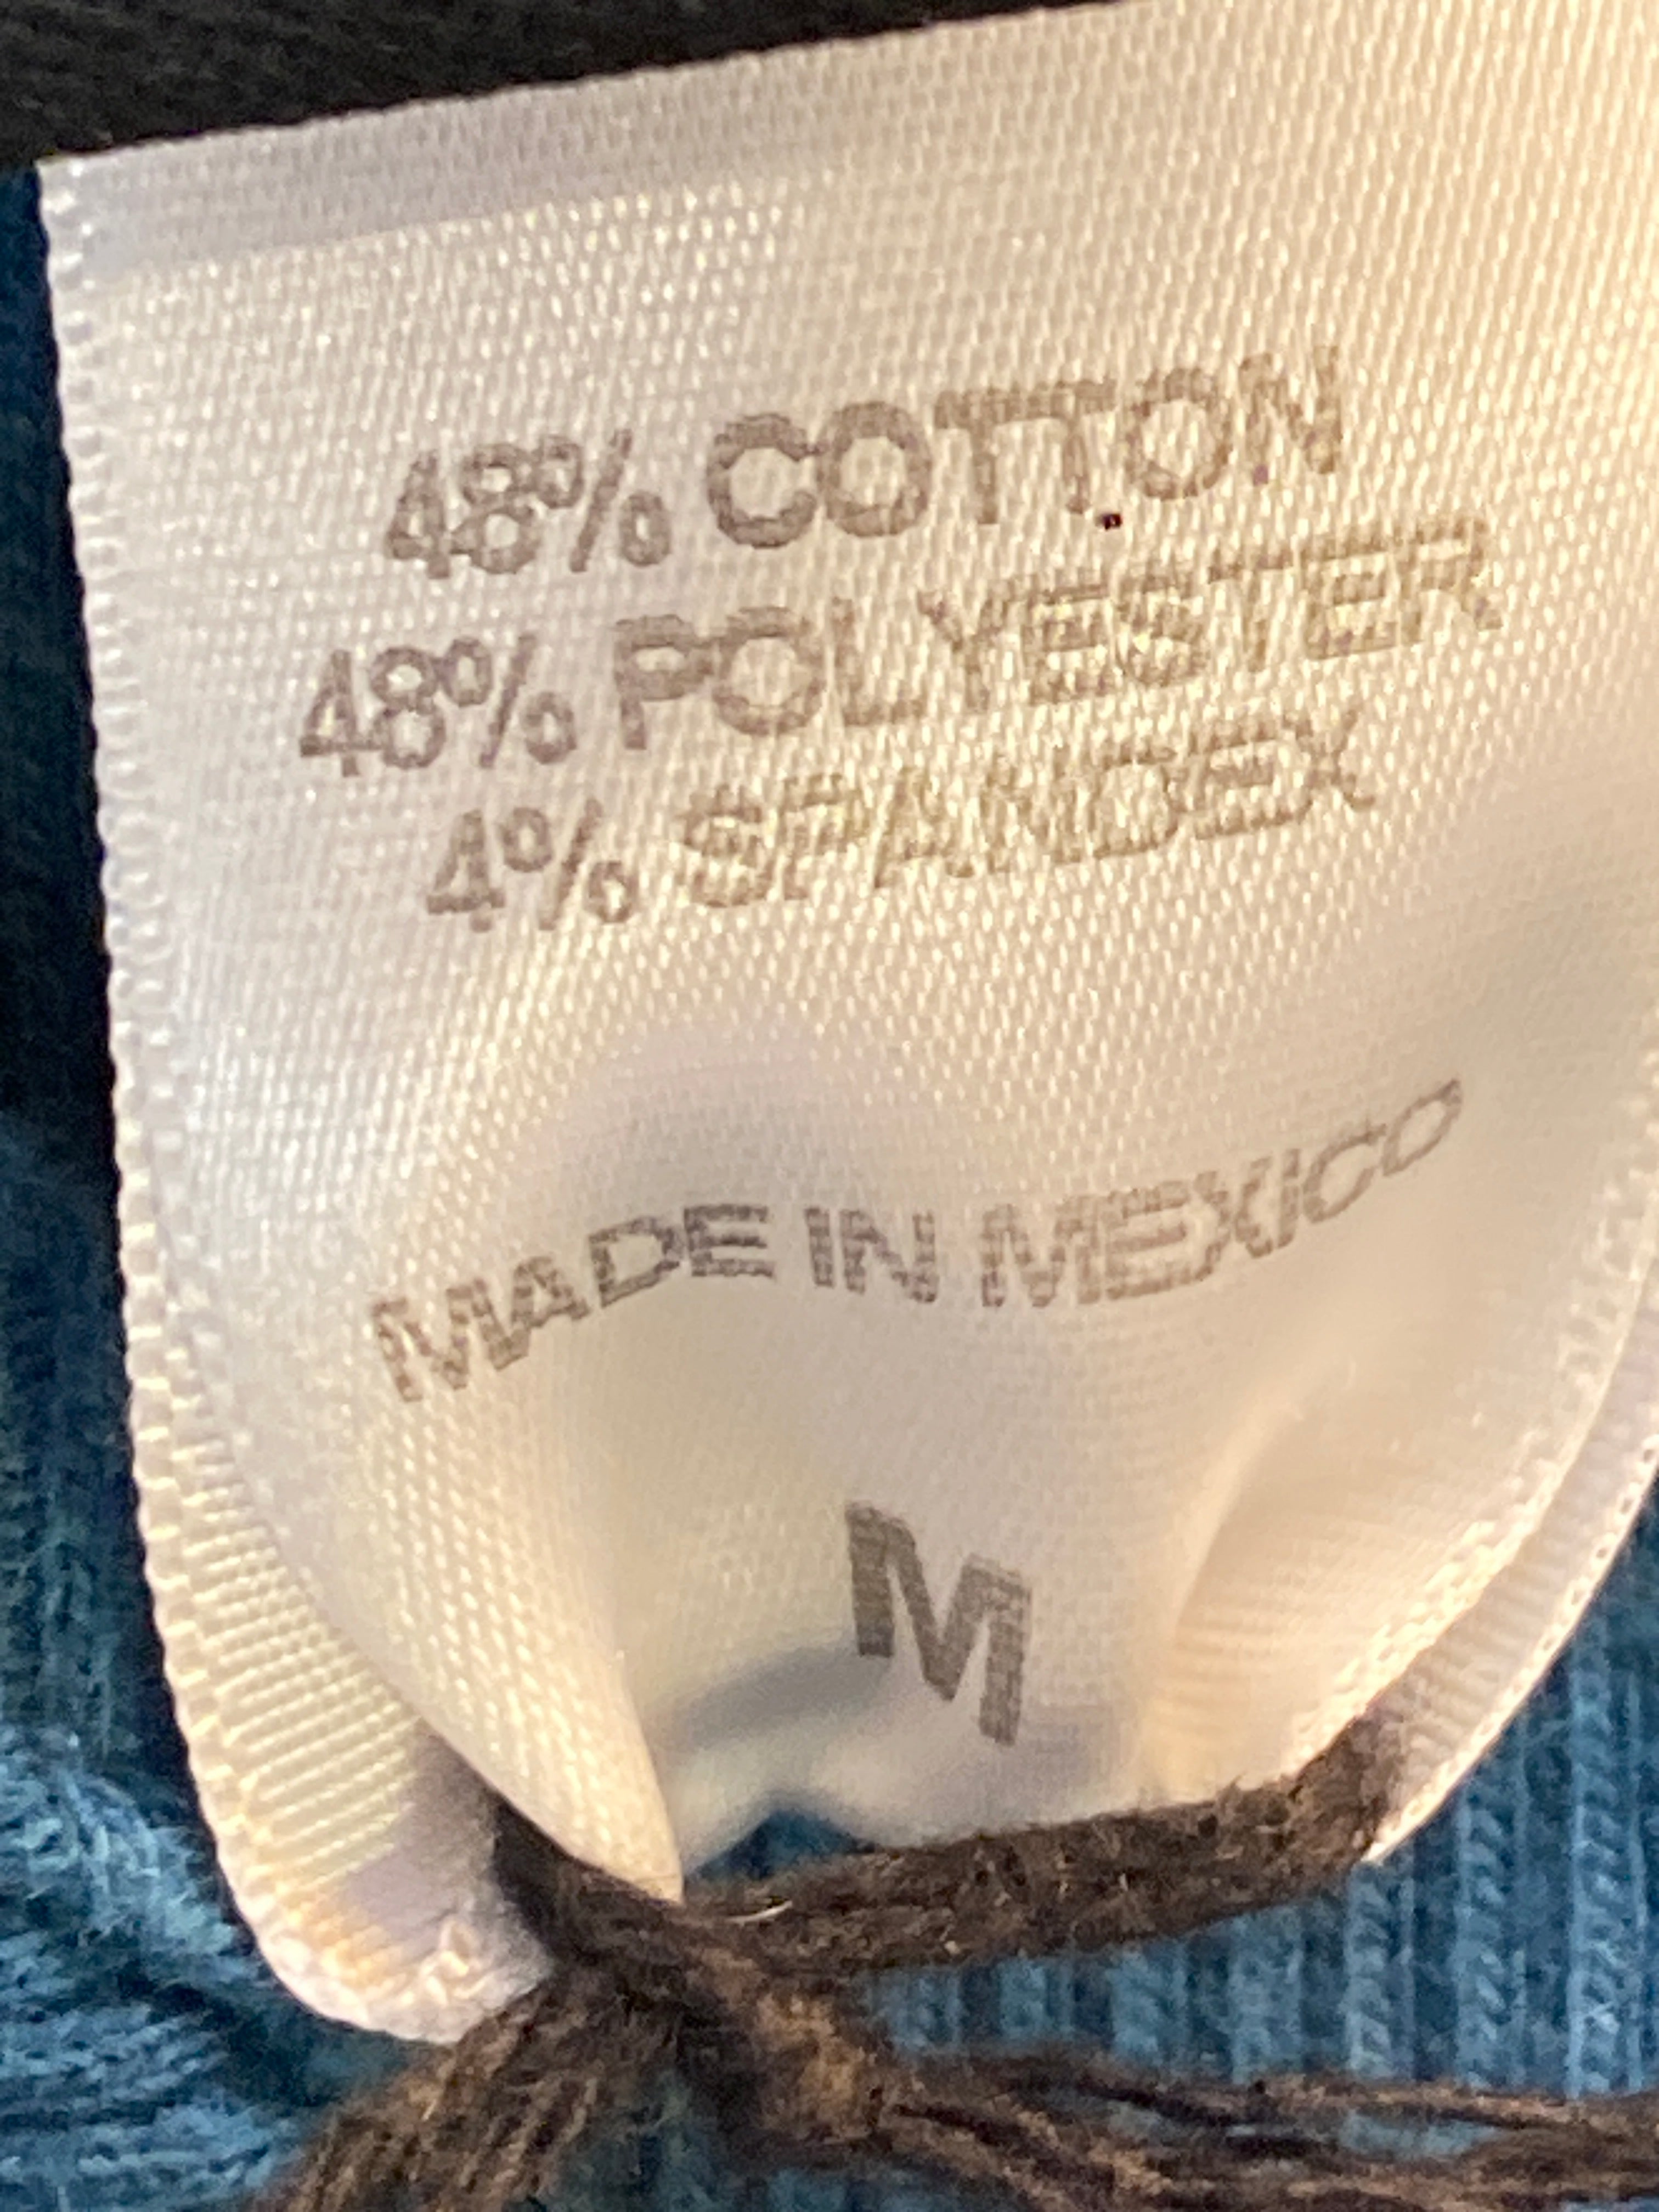 48% COTTON
48% POLYESTER
4% SPANDEX
MADE IN MEXICO
M